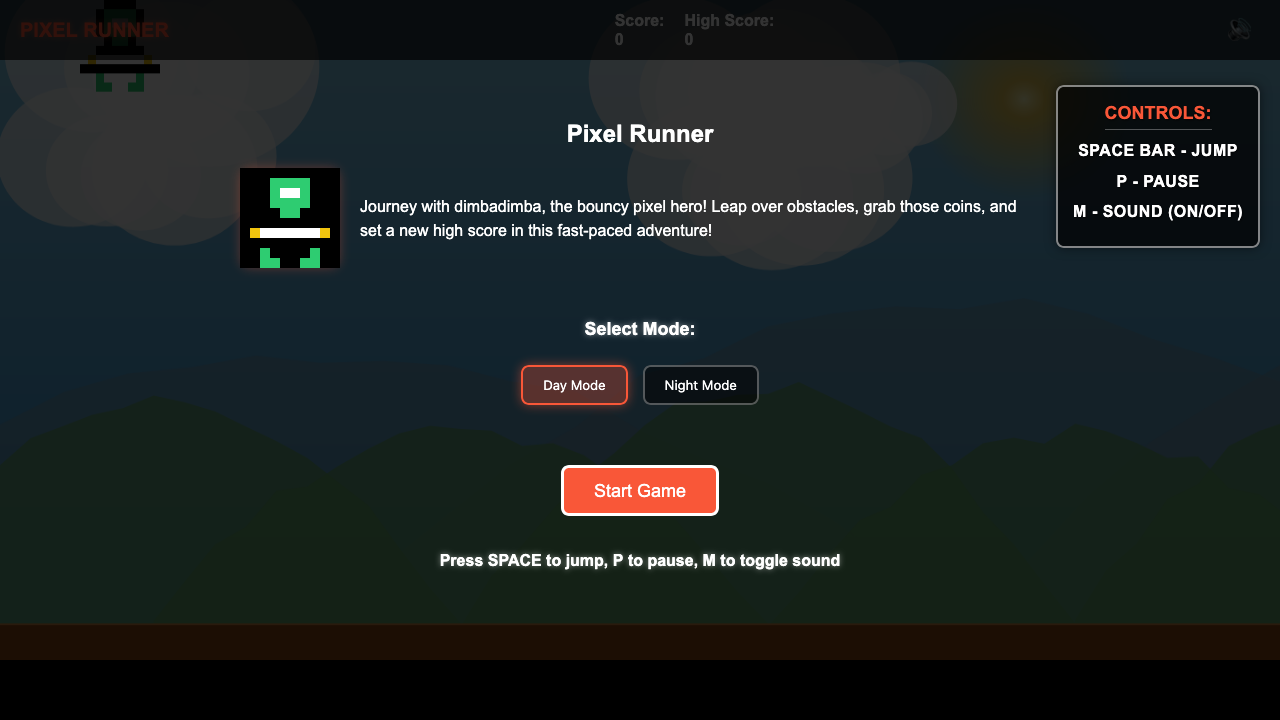 PIXEL RUNNER
Score:
0
High Score:
0
CONTROLS:
SPACE BAR - JUMP
P - PAUSE
M - SOUND (ON/OFF)
Pixel Runner
Journey with dimbadimba, the bouncy pixel hero! Leap over obstacles, grab those coins, and
set a new high score in this fast-paced adventure!
Select Mode:
Day Mode
Night Mode
Start Game
Press SPACE to jump, P to pause, M to toggle sound